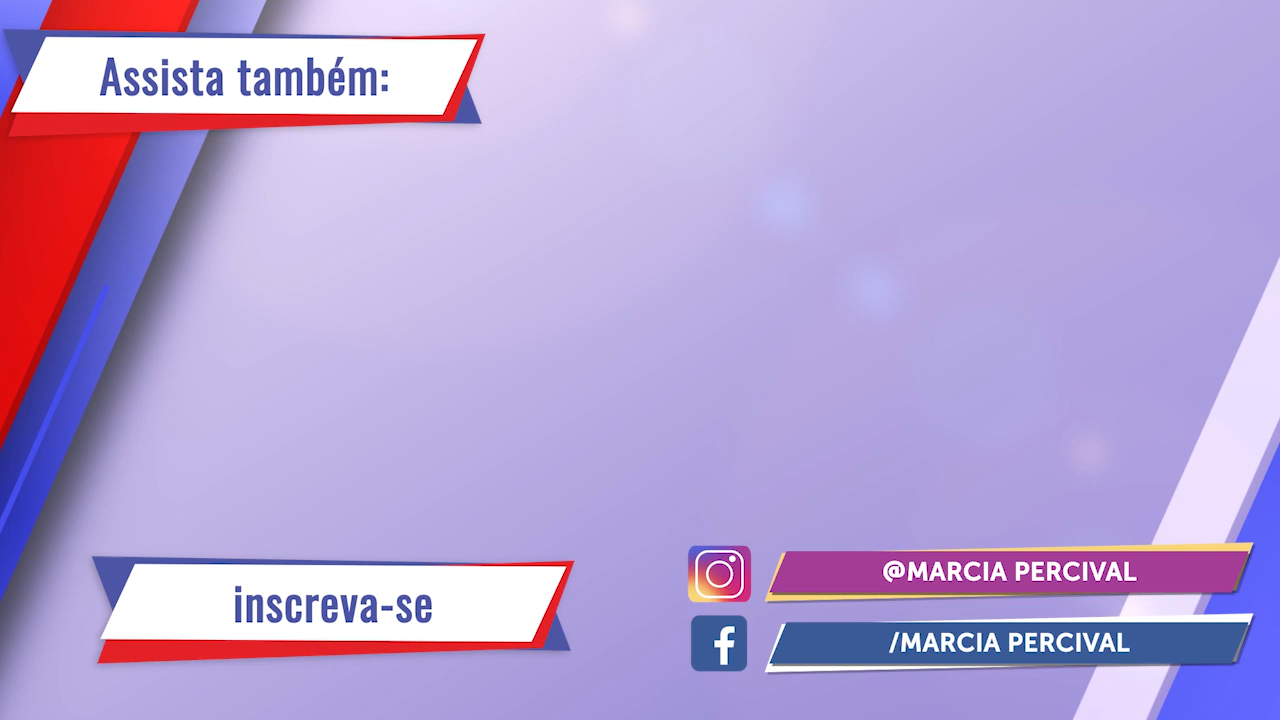 Assista também:
inscreva-se
@MARCIA PERCIVAL
/MARCIA PERCIVAL